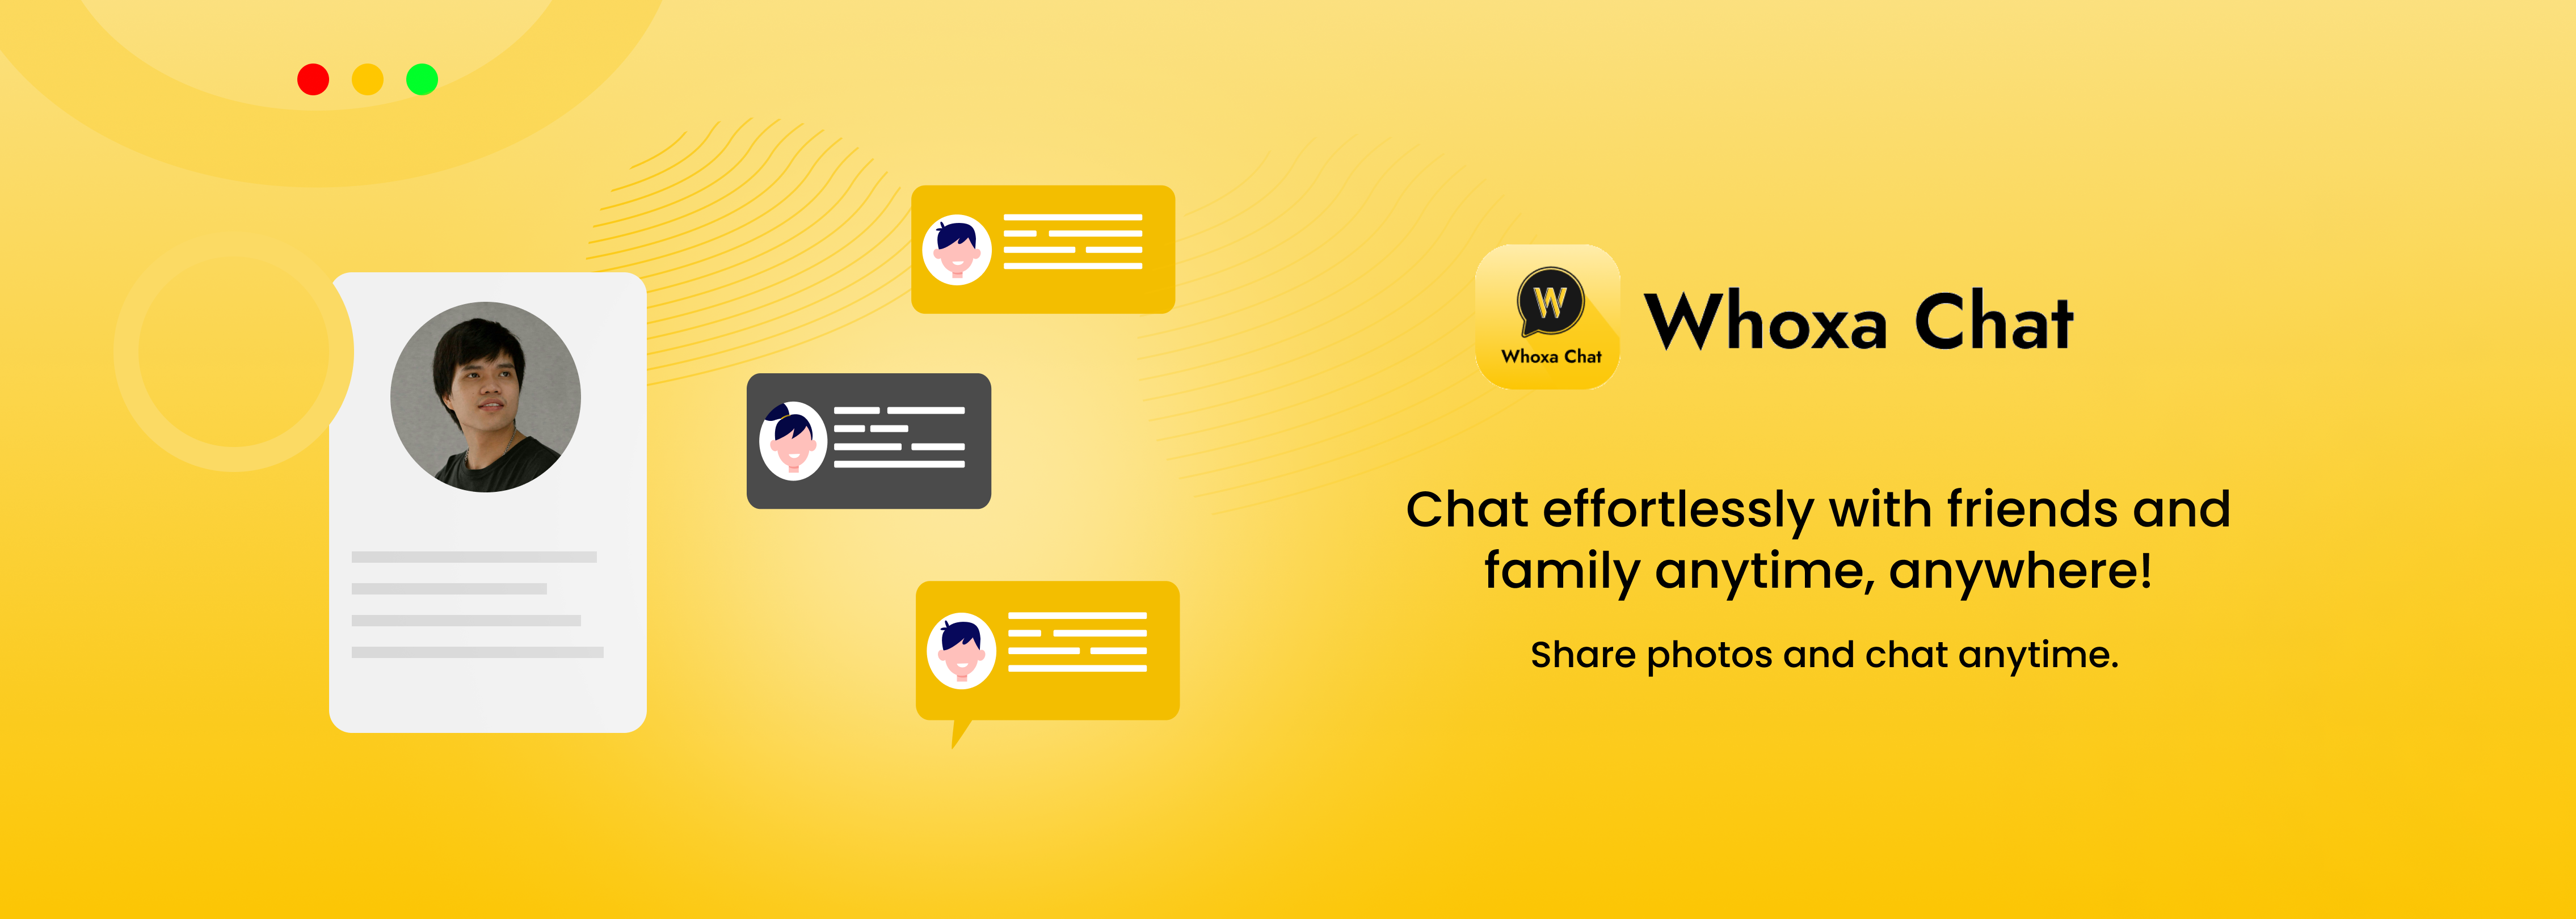 W
Whoxa Chat
Whoxa Chat
Chat effortlessly with friends and
family anytime, anywhere!
Share photos and chat anytime.